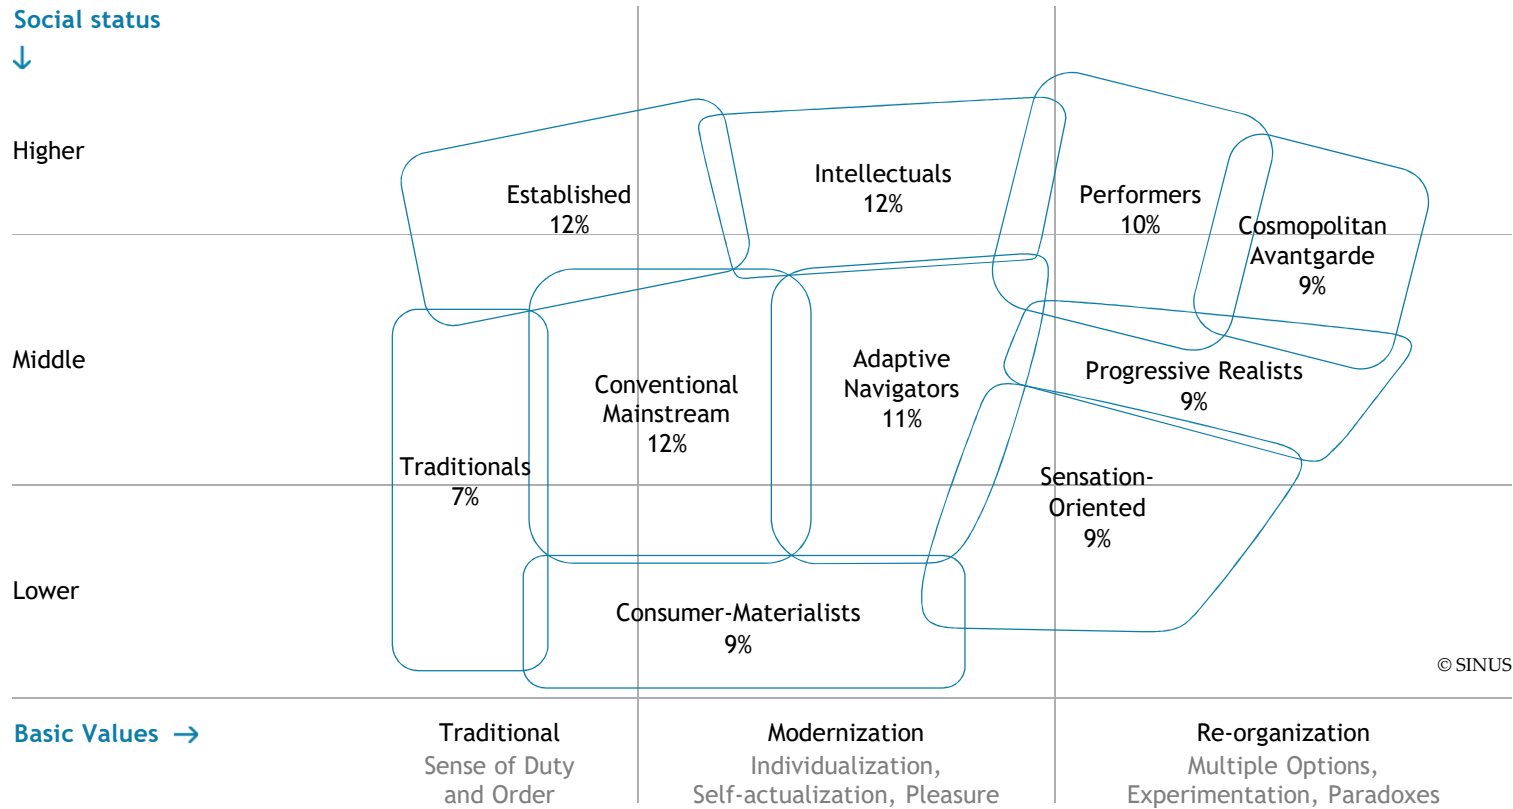 Social status
↓
Higher
Established
12%
Intellectuals
12%
Performers
10%
Cosmopolitan
Avantgarde
9%
Middle
Conventional
Mainstream
12%
Adaptive
Navigators
11%
Progressive Realists
9%
Traditionals
7%
Sensation-
Oriented
9%
Lower
Consumer-Materialists
9%
© SINUS
Basic Values →
Traditional
Sense of Duty
and Order
Modernization
Individualization,
Self-actualization, Pleasure
Re-organization
Multiple Options,
Experimentation, Paradoxes